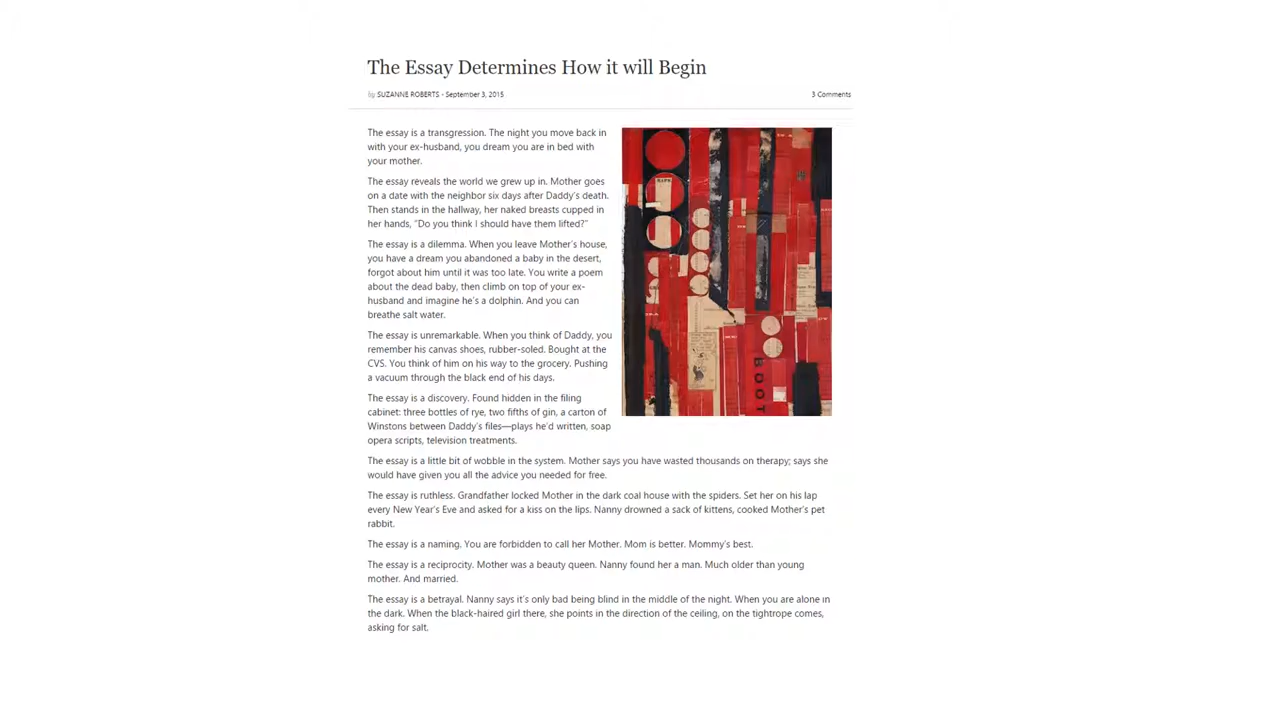 The Essay Determines How it will Begin
by SUZANNE ROBERTS - September 3, 2015
3 Comments
The essay is a transgression. The night you move back in
with your ex-husband, you dream you are in bed with
your mother.
The essay reveals the world we grew up in. Mother goes
on a date with the neighbor six days after Daddy's death.
Then stands in the hallway, her naked breasts cupped in
her hands, “Do you think I should have them lifted?”
The essay is a dilemma. When you leave Mother's house,
you have a dream you abandoned a baby in the desert,
forgot about him until it was too late. You write a poem
about the dead baby, then climb on top of your ex-
husband and imagine he's a dolphin. And you can
breathe salt water.
The essay is unremarkable. When you think of Daddy, you
remember his canvas shoes, rubber-soled. Bought at the
CVS. You think of him on his way to the grocery. Pushing
a vacuum through the black end of his days.
The essay is a discovery. Found hidden in the filing
cabinet: three bottles of rye, two fifths of gin, a carton of
Winstons between Daddy's files—plays he'd written, soap
opera scripts, television treatments.
The essay is a little bit of wobble in the system. Mother says you have wasted thousands on therapy; says she
would have given you all the advice you needed for free.
The essay is ruthless. Grandfather locked Mother in the dark coal house with the spiders. Set her on his lap
every New Year's Eve and asked for a kiss on the lips. Nanny drowned a sack of kittens, cooked Mother's pet
rabbit.
The essay is a naming. You are forbidden to call her Mother. Mom is better. Mommy's best.
The essay is a reciprocity. Mother was a beauty queen. Nanny found her a man. Much older than young
mother. And married.
The essay is a betrayal. Nanny says it's only bad being blind in the middle of the night. When you are alone in
the dark. When the black-haired girl there, she points in the direction of the ceiling, on the tightrope comes,
asking for salt.
BOOT